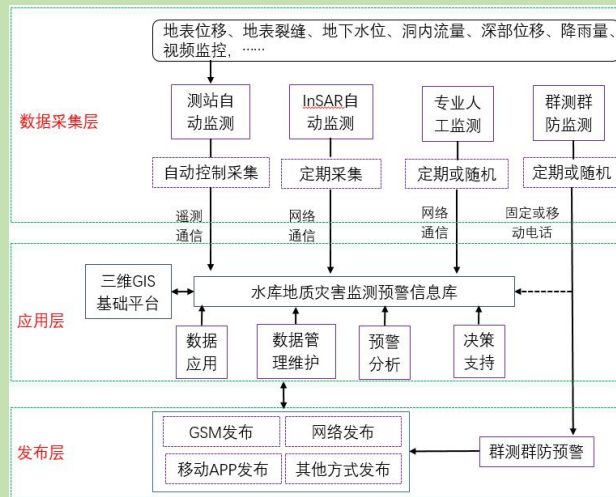 地表位移、地表裂缝、地下水位、洞内流量、深部位移、降雨量、
视频监控，……
数据采集层
测站自
动监测
InSAR自
动监测
专业人
工监测
群测群
防监测
自动控制采集
定期采集
定期或随机
定期或随机
遥测
通信
网络
通信
网络
通信
固定或移
动电话
应用层
三维GIS
基础平台
水库地质灾害监测预警信息库
数据
应用
数据管
理维护
预警
分析
决策
支持
发布层
GSM发布
网络发布
移动APP发布
其他方式发布
群测群防预警